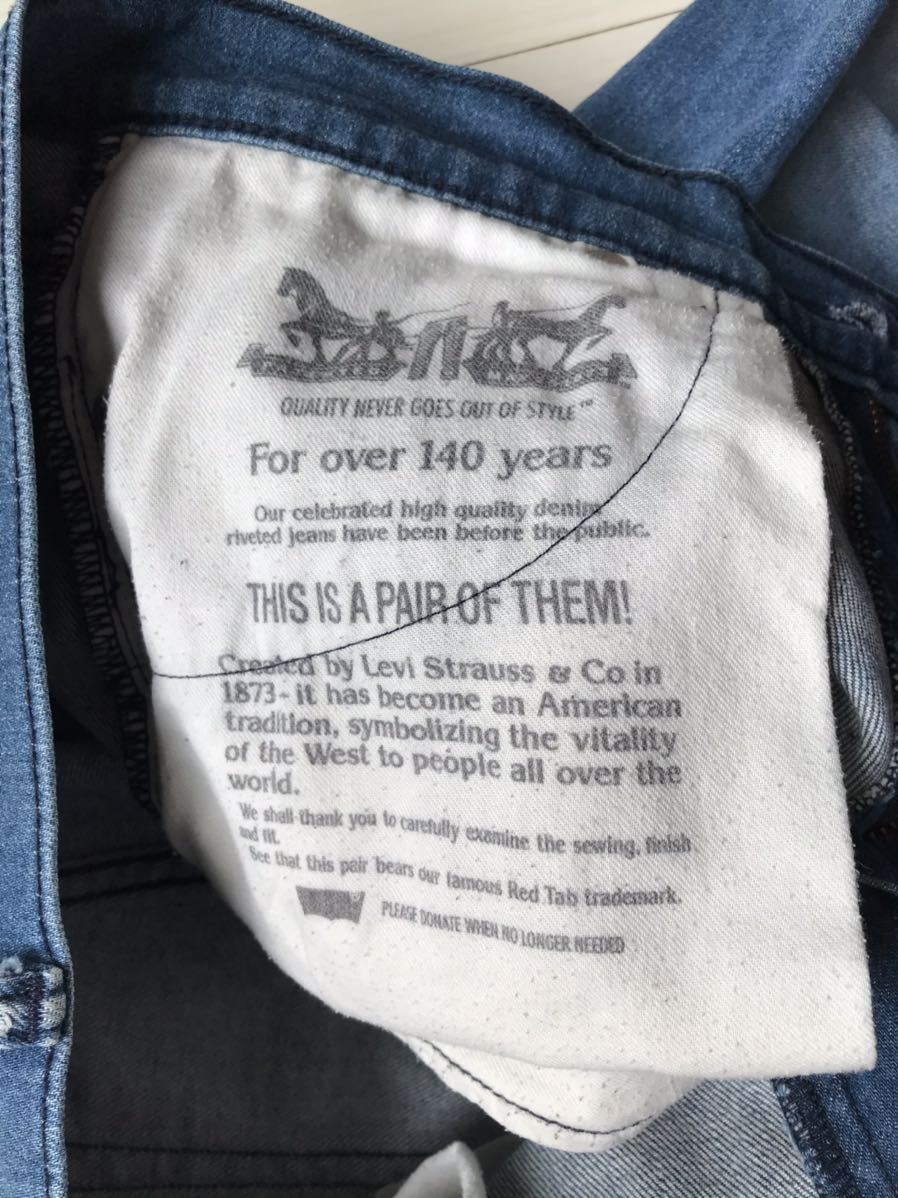 QUALITY NEVER GOES OUT OF STYLE™
For over 140 years
Our celebrated high quality denim
riveted jeans have been before the public.
THIS IS A PAIR OF THEM!
Created by Levi Strauss & Co in
1873-it has become an American
tradition, symbolizing the vitality
of the West to people all over the
world.
We shall thank you to carefully examine the sewing, finish
and fit.
See that this pair bears our famous Red Tab trademark.
PLEASE DONATE WHEN NO LONGER NEEDED